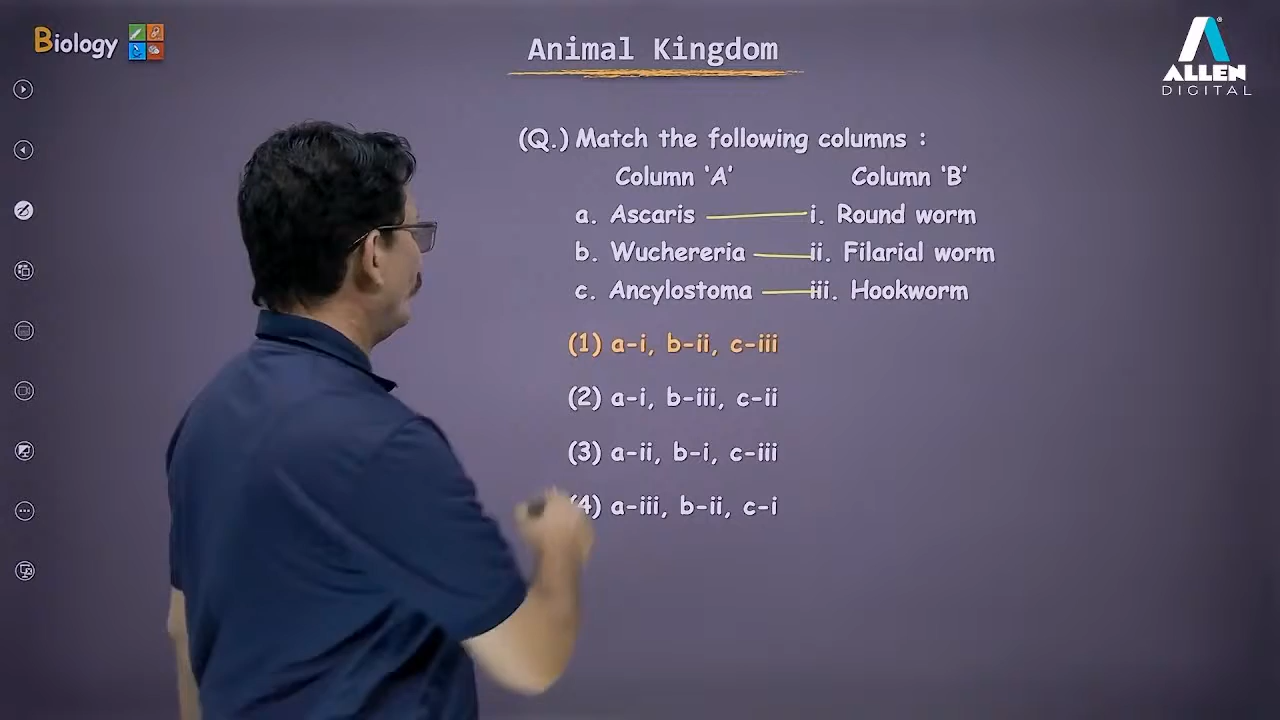 Biology
Animal Kingdom
ALLEN
DIGITAL
(Q.) Match the following columns :
Column ‘A’ Column ‘B’
a. Ascaris i. Round worm
b. Wuchereria ii. Filarial worm
c. Ancylostoma iii. Hookworm
(1) a-i, b-ii, c-iii
(2) a-i, b-iii, c-ii
(3) a-ii, b-i, c-iii
(4) a-iii, b-ii, c-i